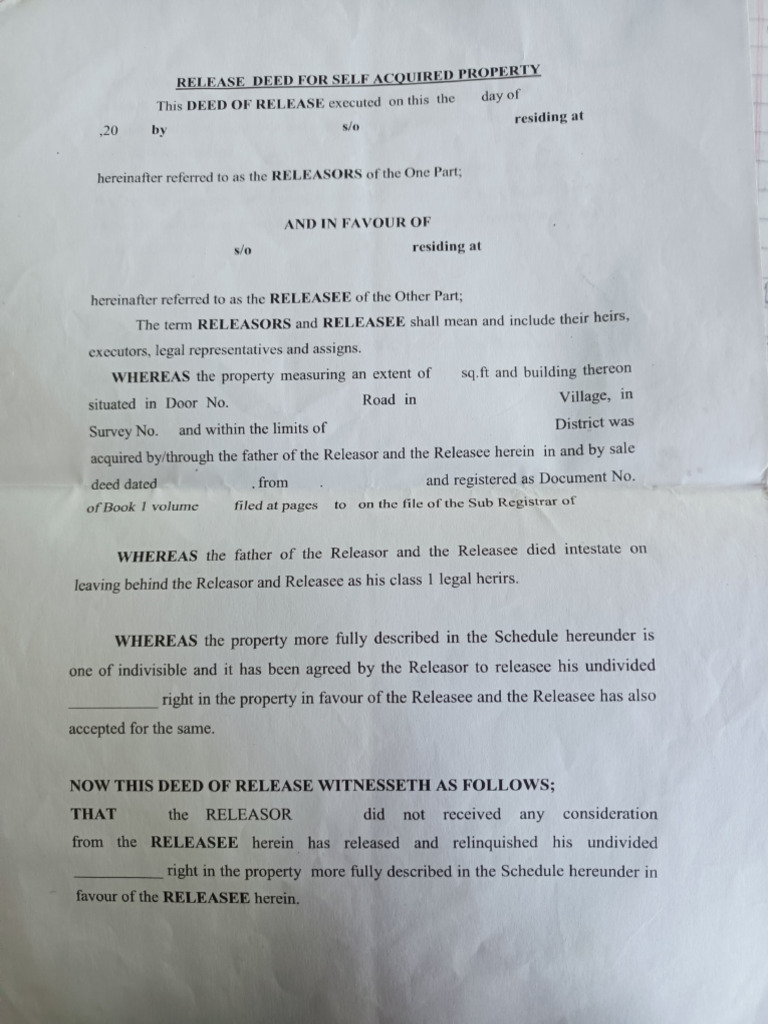 RELEASE DEED FOR SELF ACQUIRED PROPERTY
This DEED OF RELEASE executed on this the day of
,20 by s/o residing at
hereinafter referred to as the RELEASORS of the One Part;
AND IN FAVOUR OF
s/o residing at
hereinafter referred to as the RELEASEE of the Other Part;
The term RELEASORS and RELEASEE shall mean and include their heirs,
executors, legal representatives and assigns.
WHEREAS the property measuring an extent of sq.ft and building thereon
situated in Door No. Road in Village, in
Survey No. and within the limits of District was
acquired by/through the father of the Releasor and the Releasee herein in and by sale
deed dated . from . and registered as Document No.
of Book 1 volume filed at pages to on the file of the Sub Registrar of
WHEREAS the father of the Releasor and the Releasee died intestate on
leaving behind the Releasor and Releasee as his class 1 legal herirs.
WHEREAS the property more fully described in the Schedule hereunder is
one of indivisible and it has been agreed by the Releasor to releasee his undivided
___________ right in the property in favour of the Releasee and the Releasee has also
accepted for the same.
NOW THIS DEED OF RELEASE WITNESSETH AS FOLLOWS;
THAT the RELEASOR did not received any consideration
from the RELEASEE herein has released and relinquished his undivided
___________ right in the property more fully described in the Schedule hereunder in
favour of the RELEASEE herein.